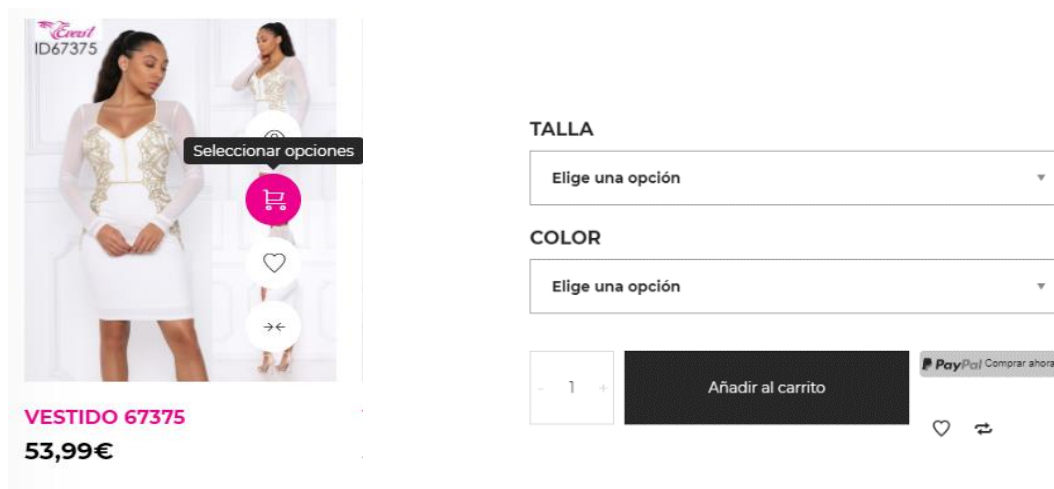 Everst
ID67375
Seleccionar opciones
VESTIDO 67375
53,99€
TALLA
Elige una opción
COLOR
Elige una opción
- 1 +
Añadir al carrito
PayPal Comprar ahora